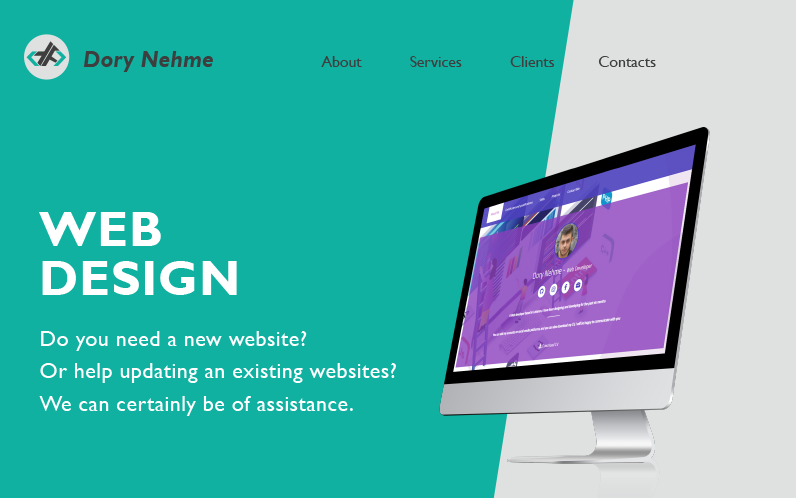 Dory Nehme
About
Services
Clients
Contacts
WEB
DESIGN
Do you need a new website?
Or help updating an existing websites?
We can certainly be of assistance.
Dory Nehme - Web Developer